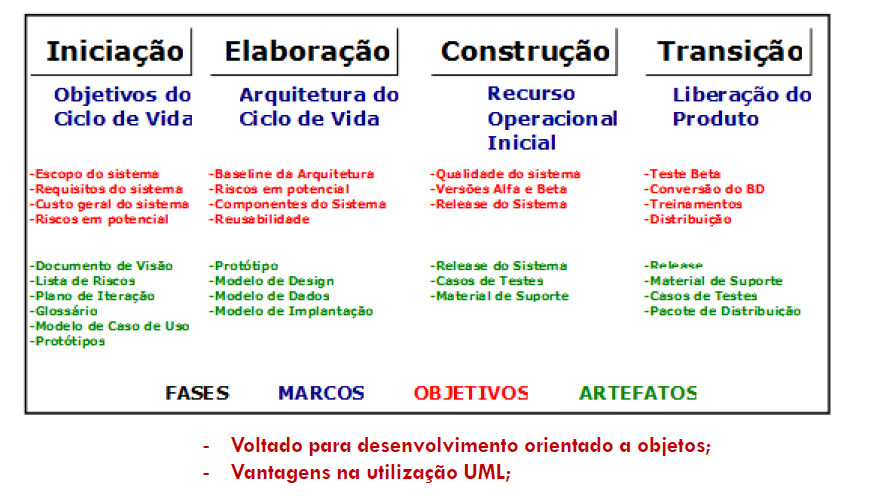 Iniciação
Objetivos do
Ciclo de Vida
-Escopo do sistema
-Requisitos do sistema
-Custo geral do sistema
-Riscos em potencial
-Documento de Visão
-Lista de Riscos
-Plano de Iteração
-Glossário
-Modelo de Caso de Uso
-Protótipos
Elaboração
Arquitetura do
Ciclo de Vida
-Baseline da Arquitetura
-Riscos em potencial
-Componentes do Sistema
-Reusabilidade
-Protótipo
-Modelo de Design
-Modelo de Dados
-Modelo de Implantação
Construção
Recurso
Operacional
Inicial
-Qualidade do sistema
-Versões Alfa e Beta
-Release do Sistema
-Release do Sistema
-Casos de Testes
-Material de Suporte
Transição
Liberação do
Produto
-Teste Beta
-Conversão do BD
-Treinamentos
-Distribuição
-Release
-Material de Suporte
-Casos de Testes
-Pacote de Distribuição
FASES MARCOS OBJETIVOS ARTEFATOS
- Voltado para desenvolvimento orientado a objetos;
- Vantagens na utilização UML;